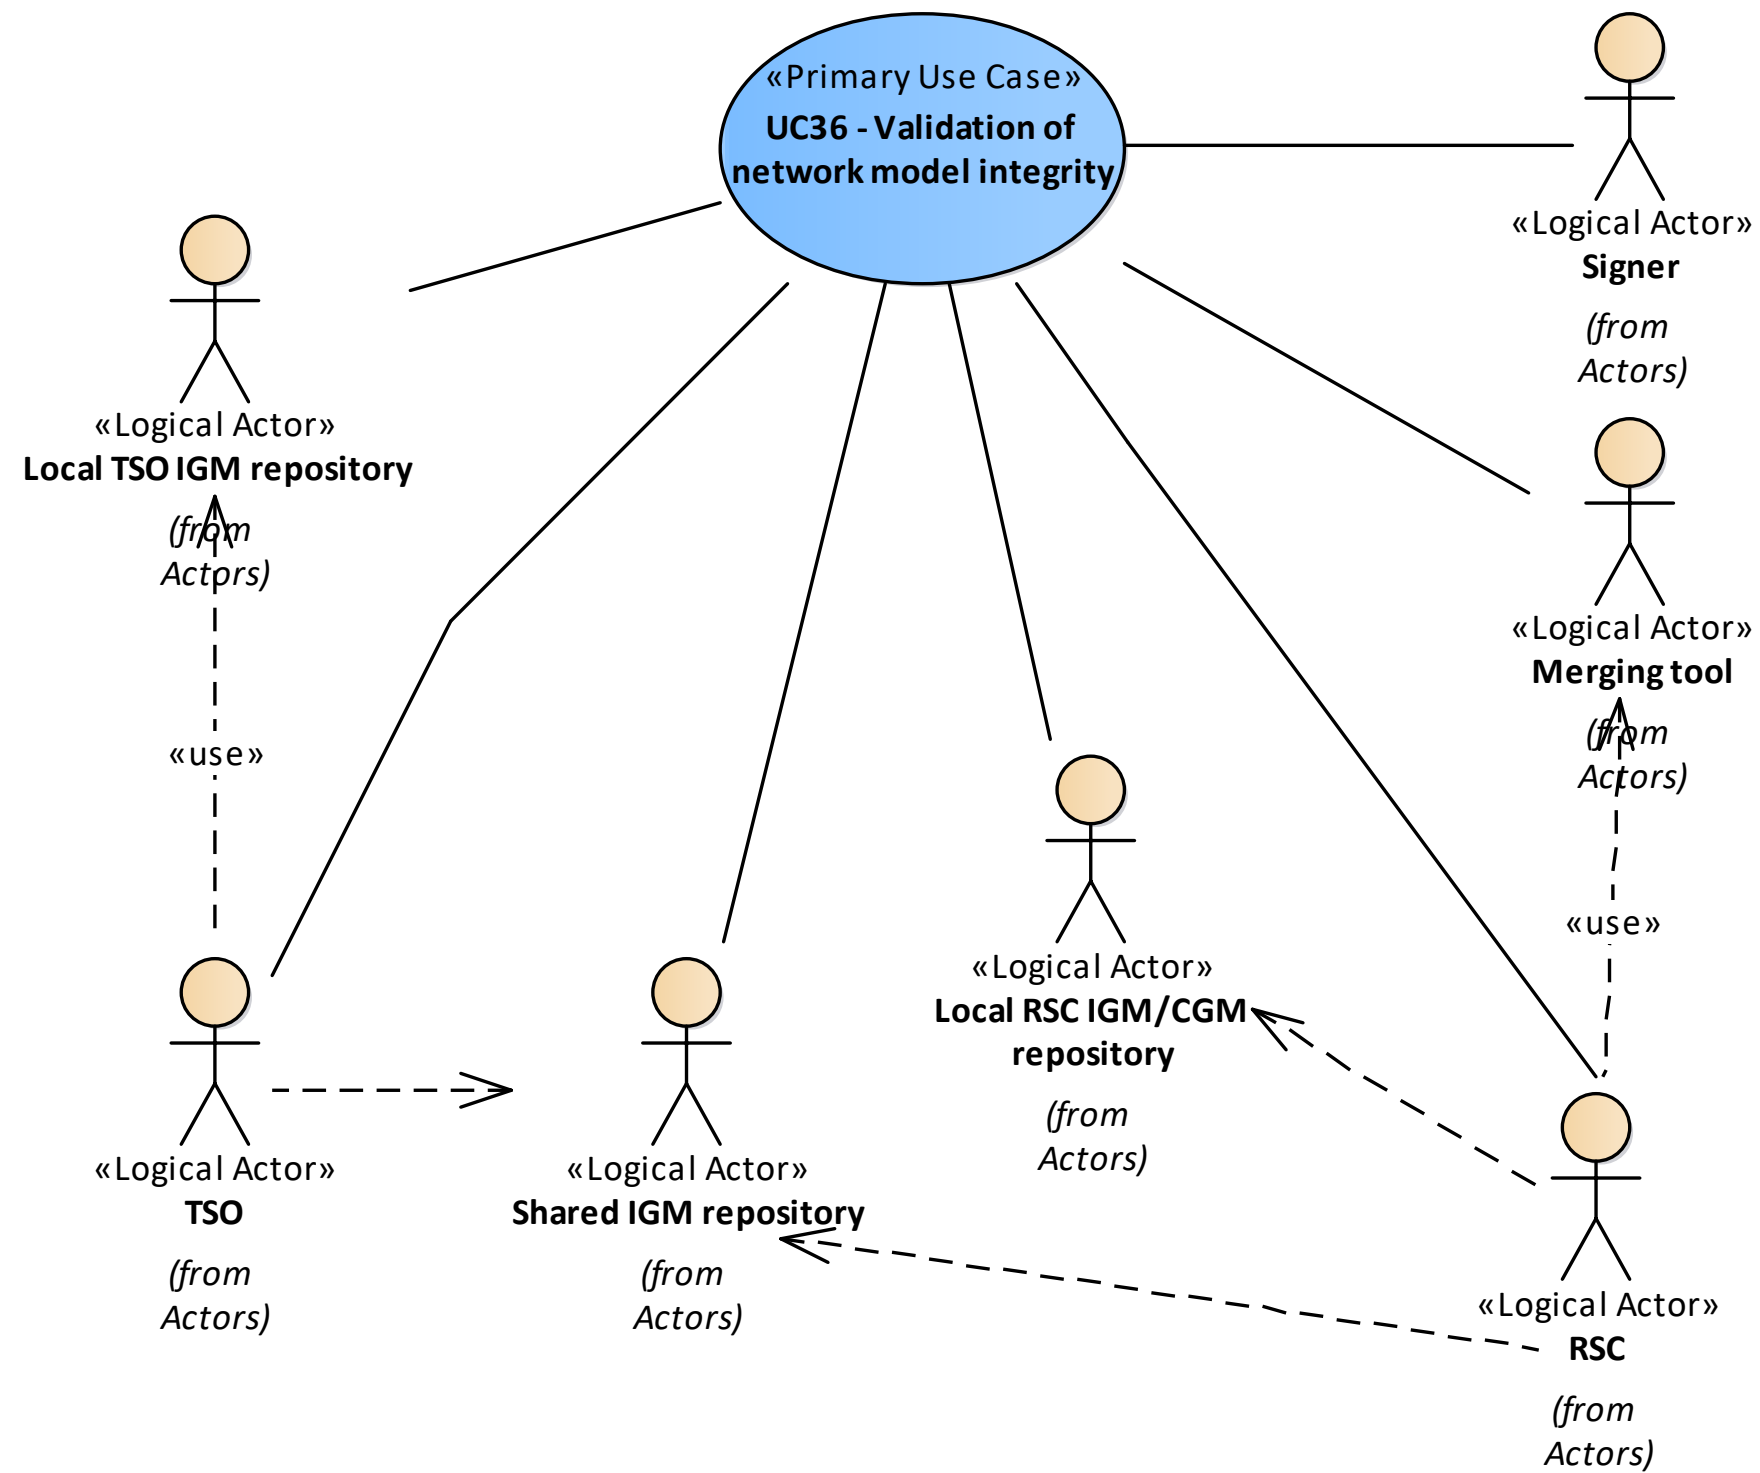 «Primary Use Case»
UC36 - Validation of
network model integrity
«Logical Actor»
Signer
(from
Actors)
«Logical Actor»
Local TSO IGM repository
(from
Actors)
«Logical Actor»
Merging tool
(from
Actors)
«use»
«use»
«Logical Actor»
Local RSC IGM/CGM
repository
(from
Actors)
«Logical Actor»
TSO
(from
Actors)
«Logical Actor»
Shared IGM repository
(from
Actors)
«Logical Actor»
RSC
(from
Actors)